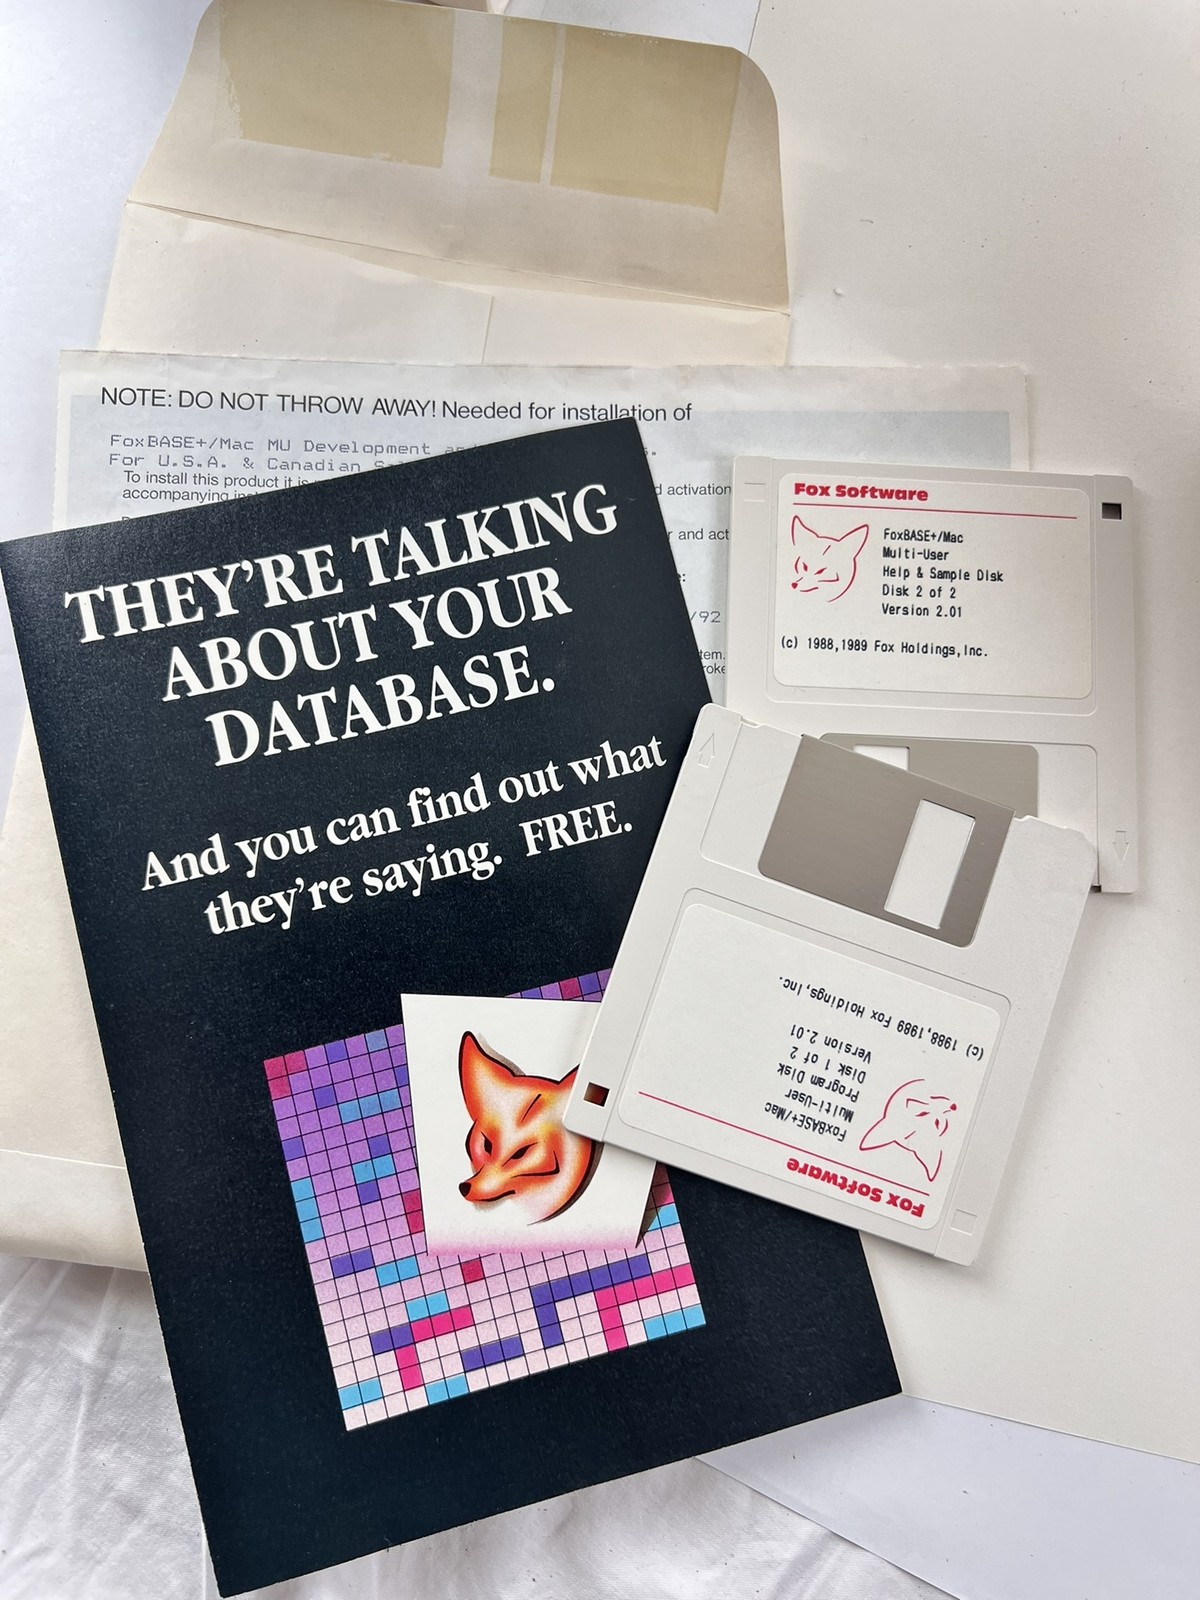 NOTE: DO NOT THROW AWAY! Needed for installation of
FoxBASE+/Mac MU Development
For U.S.A. & Canadian
To install this product it is
d activation
accompanying
r and act
/92
THEY'RE TALKING
ABOUT YOUR
DATABASE.
And you can find out what
they're saying. FREE.
Fox Software
FoxBASE+/Mac
Multi-User
Help & Sample Disk
Disk 2 of 2
Version 2.01
(c) 1988,1989 Fox Holdings,Inc.
Fox Software
FoxBASE+/Mac
Multi-User
Program Disk
Disk 1 of 2
Version 2.01
(c) 1988,1989 Fox Holdings,Inc.